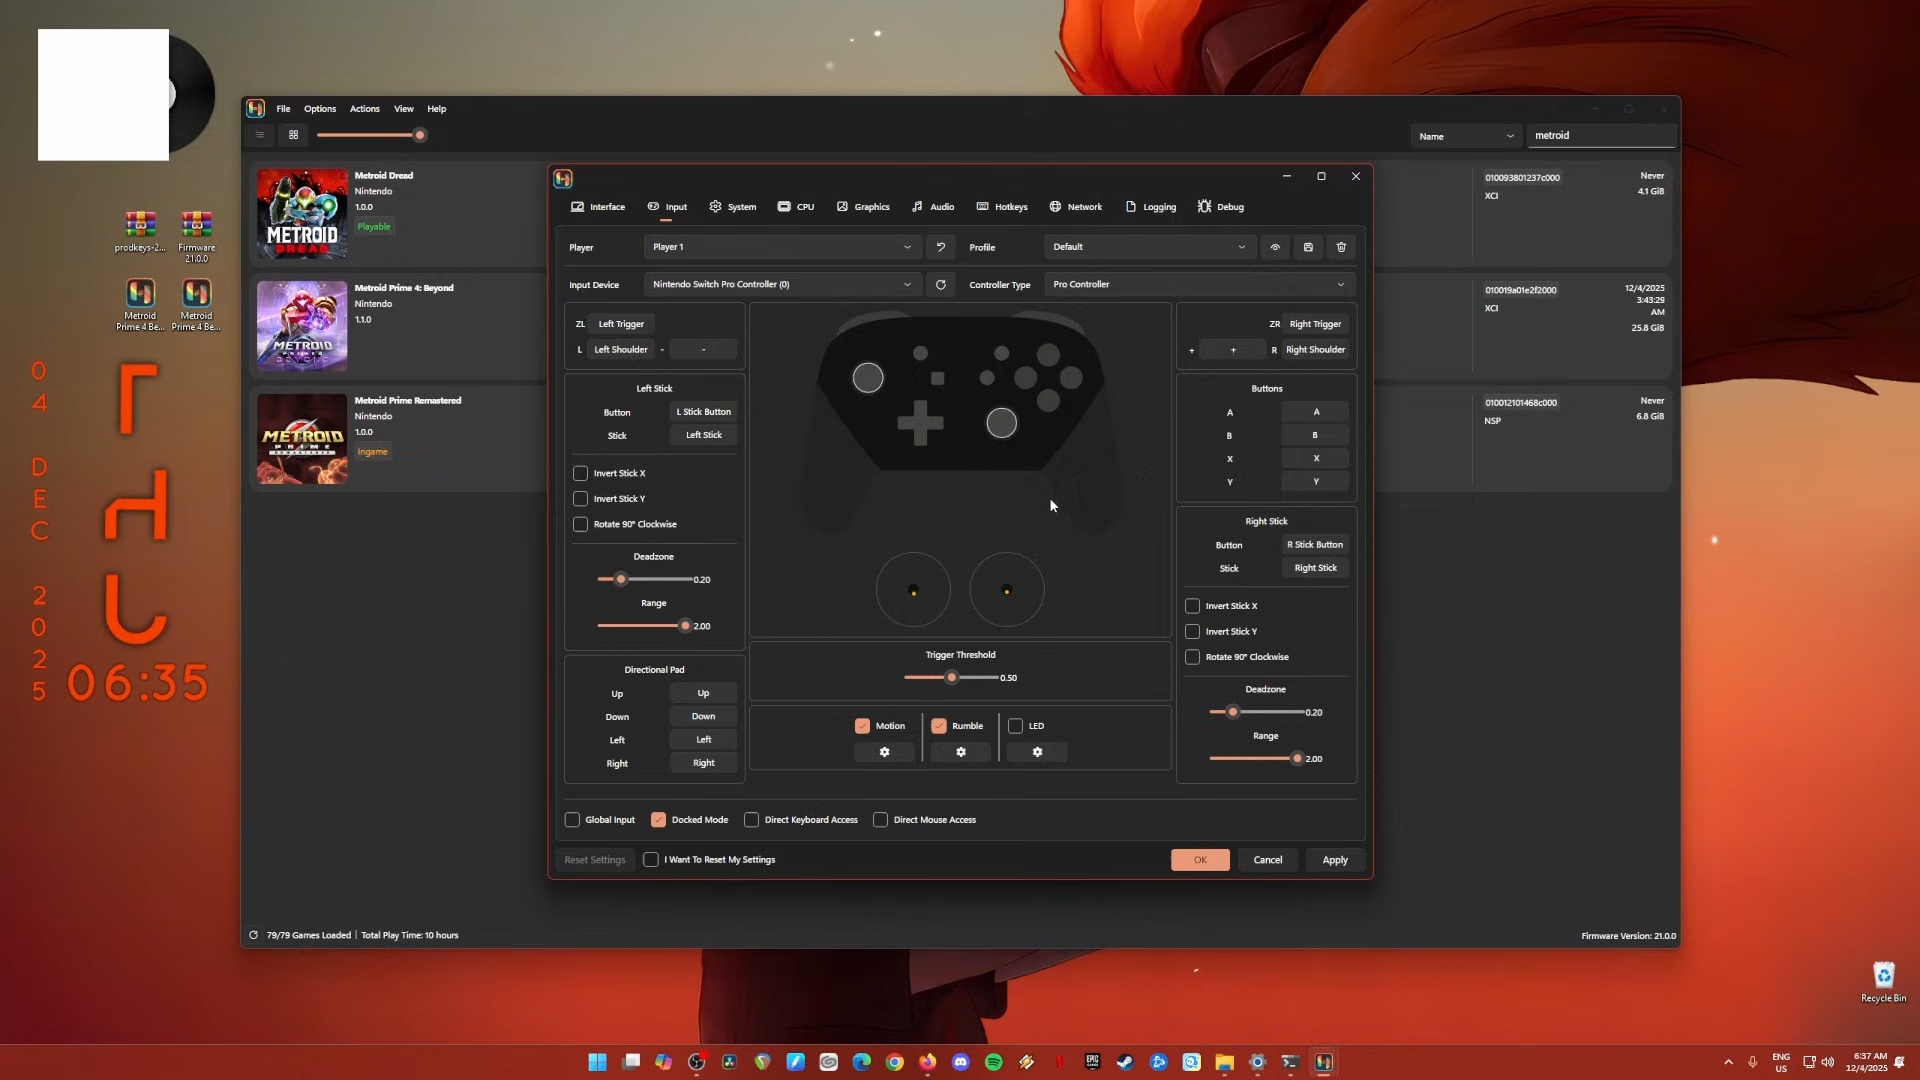 File Options Actions View Help
Name metroid
Metroid Dread
Nintendo
1.0.0
Playable
METROID
DREAD
010093801237c000
XCI
Never
4.1 GiB
Metroid Prime 4: Beyond
Nintendo
1.1.0
METROID
010019a01e2f2000
XCI
12/4/2025
3:43:29
AM
25.8 GiB
Metroid Prime Remastered
Nintendo
1.0.0
Ingame
METROID
PRIME
REMASTERED
010012101468c000
NSP
Never
6.8 GiB
79/79 Games Loaded Total Play Time: 10 hours
Firmware Version: 21.0.0
Interface Input System CPU Graphics Audio Hotkeys Network Logging Debug
Player Player 1 Profile Default
Input Device Nintendo Switch Pro Controller (0) Controller Type Pro Controller
ZL Left Trigger
L Left Shoulder - -
ZR Right Trigger
+ + R Right Shoulder
Left Stick
Button L Stick Button
Stick Left Stick
Invert Stick X
Invert Stick Y
Rotate 90° Clockwise
Deadzone
0.20
Range
2.00
Directional Pad
Up Up
Down Down
Left Left
Right Right
Trigger Threshold
0.50
Motion Rumble LED
Buttons
A A
B B
X X
Y Y
Right Stick
Button R Stick Button
Stick Right Stick
Invert Stick X
Invert Stick Y
Rotate 90° Clockwise
Deadzone
0.20
Range
2.00
Global Input Docked Mode Direct Keyboard Access Direct Mouse Access
Reset Settings I Want To Reset My Settings OK Cancel Apply
prodkeys-2...
Firmware
21.0.0
Metroid
Prime 4 Be...
Metroid
Prime 4 Be...
04 DEC 2025
06:35
Recycle Bin
ENG
US
6:37 AM
12/4/2025